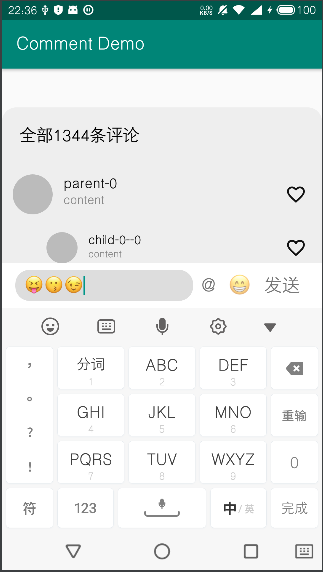 22:36 0.00 KB/S 100
Comment Demo
全部1344条评论
parent-0
content
child-0--0
content
@ 发送
， 分词 1 ABC 2 DEF 3
。 GHI 4 JKL 5 MNO 6 重输
? PQRS 7 TUV 8 WXYZ 9 0
!
符 123 中/英 完成